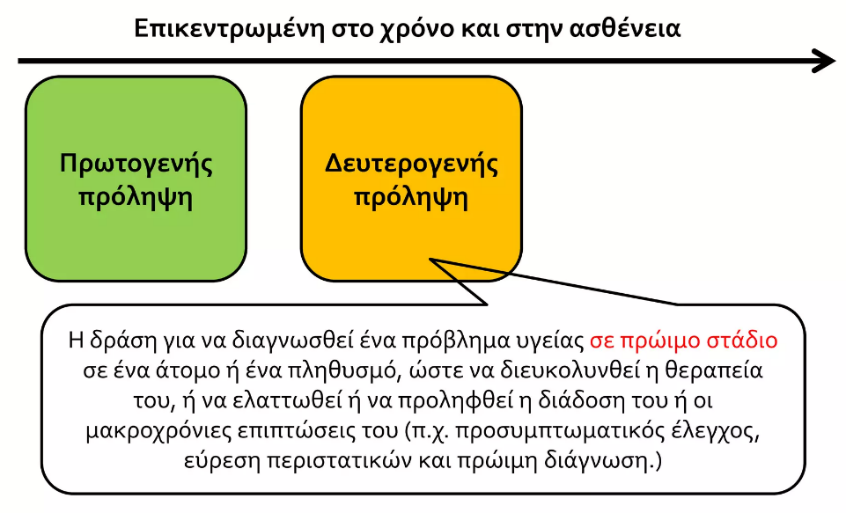 Επικεντρωμένη στο χρόνο και στην ασθένεια
Πρωτογενής
πρόληψη
Δευτερογενής
πρόληψη
Η δράση για να διαγνωσθεί ένα πρόβλημα υγείας σε πρώιμο στάδιο
σε ένα άτομο ή ένα πληθυσμό, ώστε να διευκολυνθεί η θεραπεία
του, ή να ελαττωθεί ή να προληφθεί η διάδοση του ή οι
μακροχρόνιες επιπτώσεις του (π.χ. προσυμπτωματικός έλεγχος,
εύρεση περιστατικών και πρώιμη διάγνωση.)